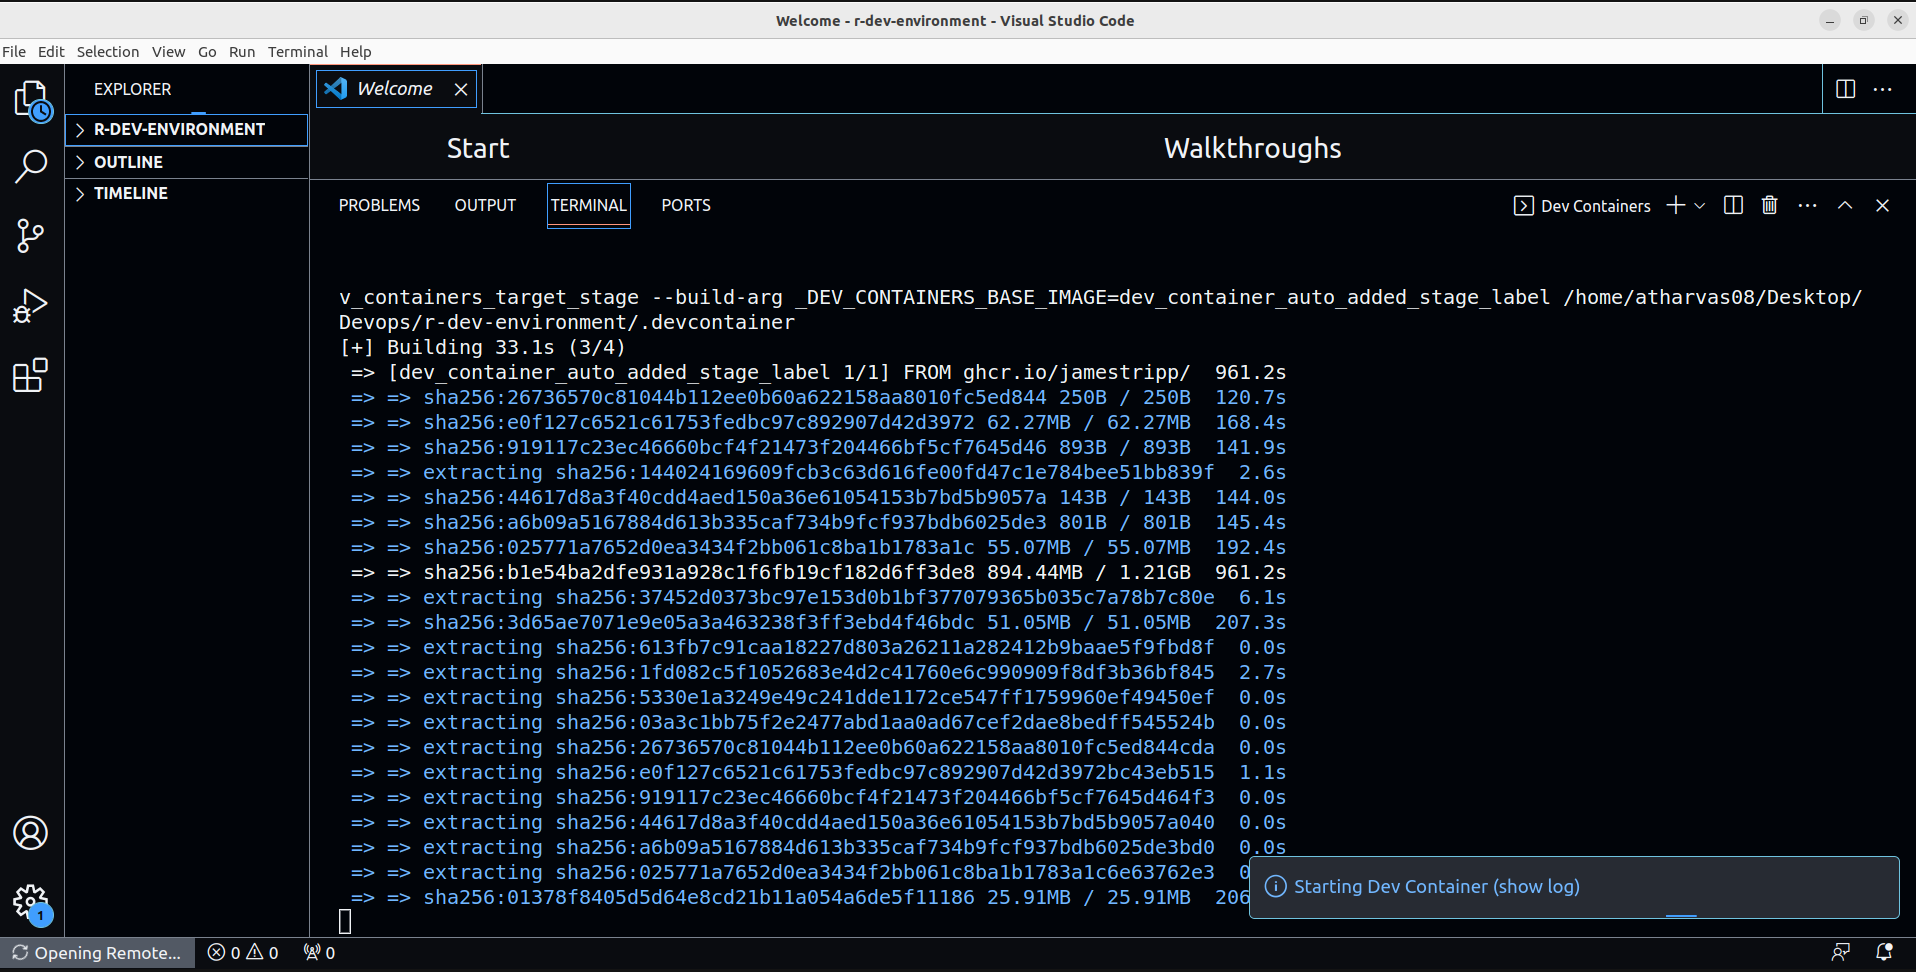 Welcome - r-dev-environment - Visual Studio Code
File Edit Selection View Go Run Terminal Help
EXPLORER
R-DEV-ENVIRONMENT
OUTLINE
TIMELINE
Welcome
Start
Walkthroughs
PROBLEMS OUTPUT TERMINAL PORTS
Dev Containers
v_containers_target_stage --build-arg _DEV_CONTAINERS_BASE_IMAGE=dev_container_auto_added_stage_label /home/atharvas08/Desktop/
Devops/r-dev-environment/.devcontainer
[+] Building 33.1s (3/4)
=> [dev_container_auto_added_stage_label 1/1] FROM ghcr.io/jamestripp/ 961.2s
=> => sha256:26736570c81044b112ee0b60a622158aa8010fc5ed844 250B / 250B 120.7s
=> => sha256:e0f127c6521c61753fedbc97c892907d42d3972 62.27MB / 62.27MB 168.4s
=> => sha256:919117c23ec46660bcf4f21473f204466bf5cf7645d46 893B / 893B 141.9s
=> => extracting sha256:144024169609fcb3c63d616fe00fd47c1e784bee51bb839f 2.6s
=> => sha256:44617d8a3f40cdd4aed150a36e61054153b7bd5b9057a 143B / 143B 144.0s
=> => sha256:a6b09a5167884d613b335caf734b9fcf937bdb6025de3 801B / 801B 145.4s
=> => sha256:025771a7652d0ea3434f2bb061c8ba1b1783a1c 55.07MB / 55.07MB 192.4s
=> => sha256:b1e54ba2dfe931a928c1f6fb19cf182d6ff3de8 894.44MB / 1.21GB 961.2s
=> => extracting sha256:37452d0373bc97e153d0b1bf377079365b035c7a78b7c80e 6.1s
=> => sha256:3d65ae7071e9e05a3a463238f3ff3ebd4f46bdc 51.05MB / 51.05MB 207.3s
=> => extracting sha256:613fb7c91caa18227d803a26211a282412b9baae5f9fbd8f 0.0s
=> => extracting sha256:1fd082c5f1052683e4d2c41760e6c990909f8df3b36bf845 2.7s
=> => extracting sha256:5330e1a3249e49c241dde1172ce547ff1759960ef49450ef 0.0s
=> => extracting sha256:03a3c1bb75f2e2477abd1aa0ad67cef2dae8bedff545524b 0.0s
=> => extracting sha256:26736570c81044b112ee0b60a622158aa8010fc5ed844cda 0.0s
=> => extracting sha256:e0f127c6521c61753fedbc97c892907d42d3972bc43eb515 1.1s
=> => extracting sha256:919117c23ec46660bcf4f21473f204466bf5cf7645d464f3 0.0s
=> => extracting sha256:44617d8a3f40cdd4aed150a36e61054153b7bd5b9057a040 0.0s
=> => extracting sha256:a6b09a5167884d613b335caf734b9fcf937bdb6025de3bd0 0.0s
=> => extracting sha256:025771a7652d0ea3434f2bb061c8ba1b1783a1c6e63762e3 0
=> => sha256:01378f8405d5d64e8cd21b11a054a6de5f11186 25.91MB / 25.91MB 206
Starting Dev Container (show log)
1
Opening Remote... 0 0 0